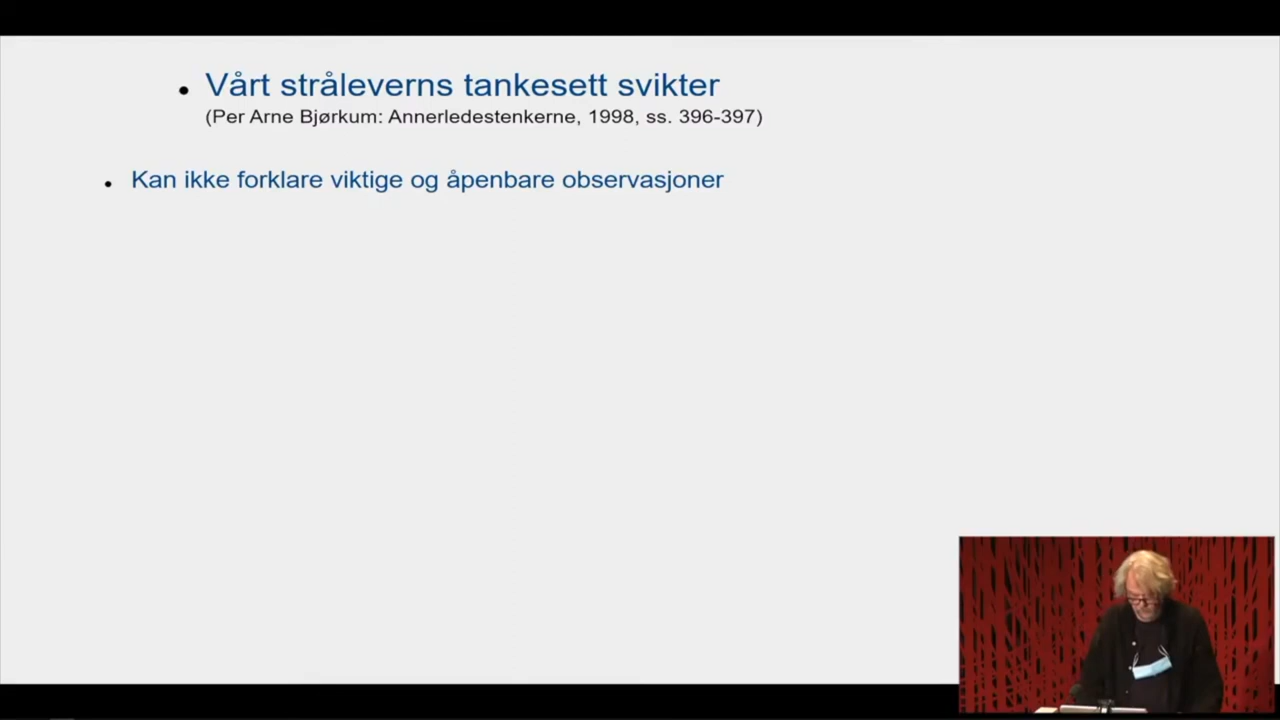 Vårt stråleverns tankesett svikter
(Per Arne Bjørkum: Annerledestenkerne, 1998, ss. 396-397)
Kan ikke forklare viktige og åpenbare observasjoner